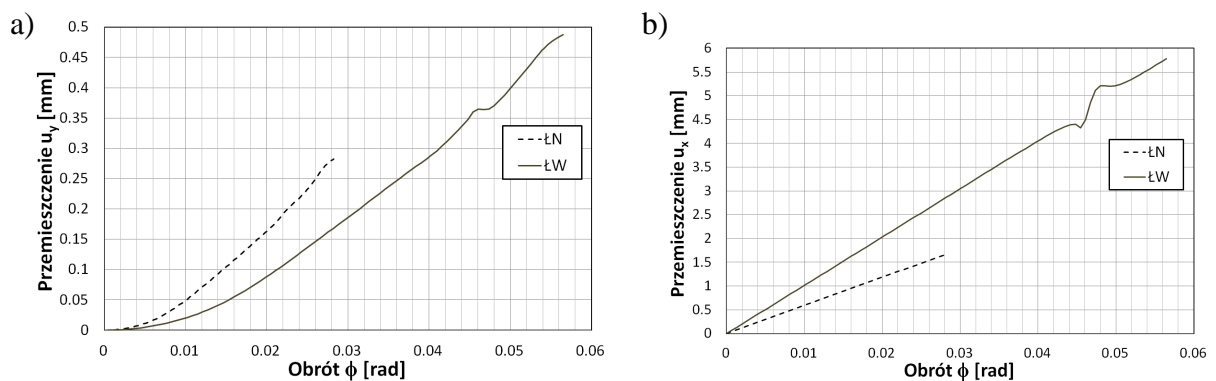 a)
Przemieszczenie u_y [mm]
0.5
0.45
0.4
0.35
0.3
0.25
0.2
0.15
0.1
0.05
0
0 0.01 0.02 0.03 0.04 0.05 0.06
Obrót ϕ [rad]
ŁN
ŁW
b)
Przemieszczenie u_x [mm]
6
5.5
5
4.5
4
3.5
3
2.5
2
1.5
1
0.5
0
0 0.01 0.02 0.03 0.04 0.05 0.06
Obrót ϕ [rad]
ŁN
ŁW